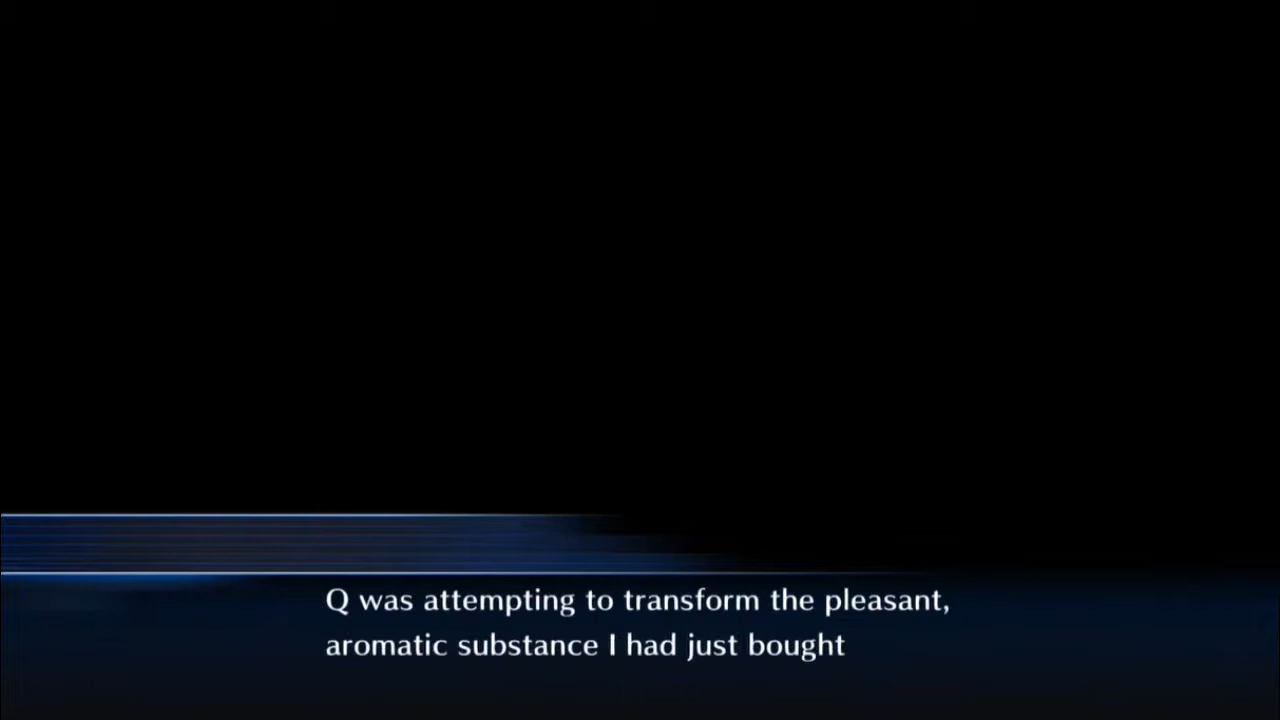 Q was attempting to transform the pleasant,
aromatic substance I had just bought